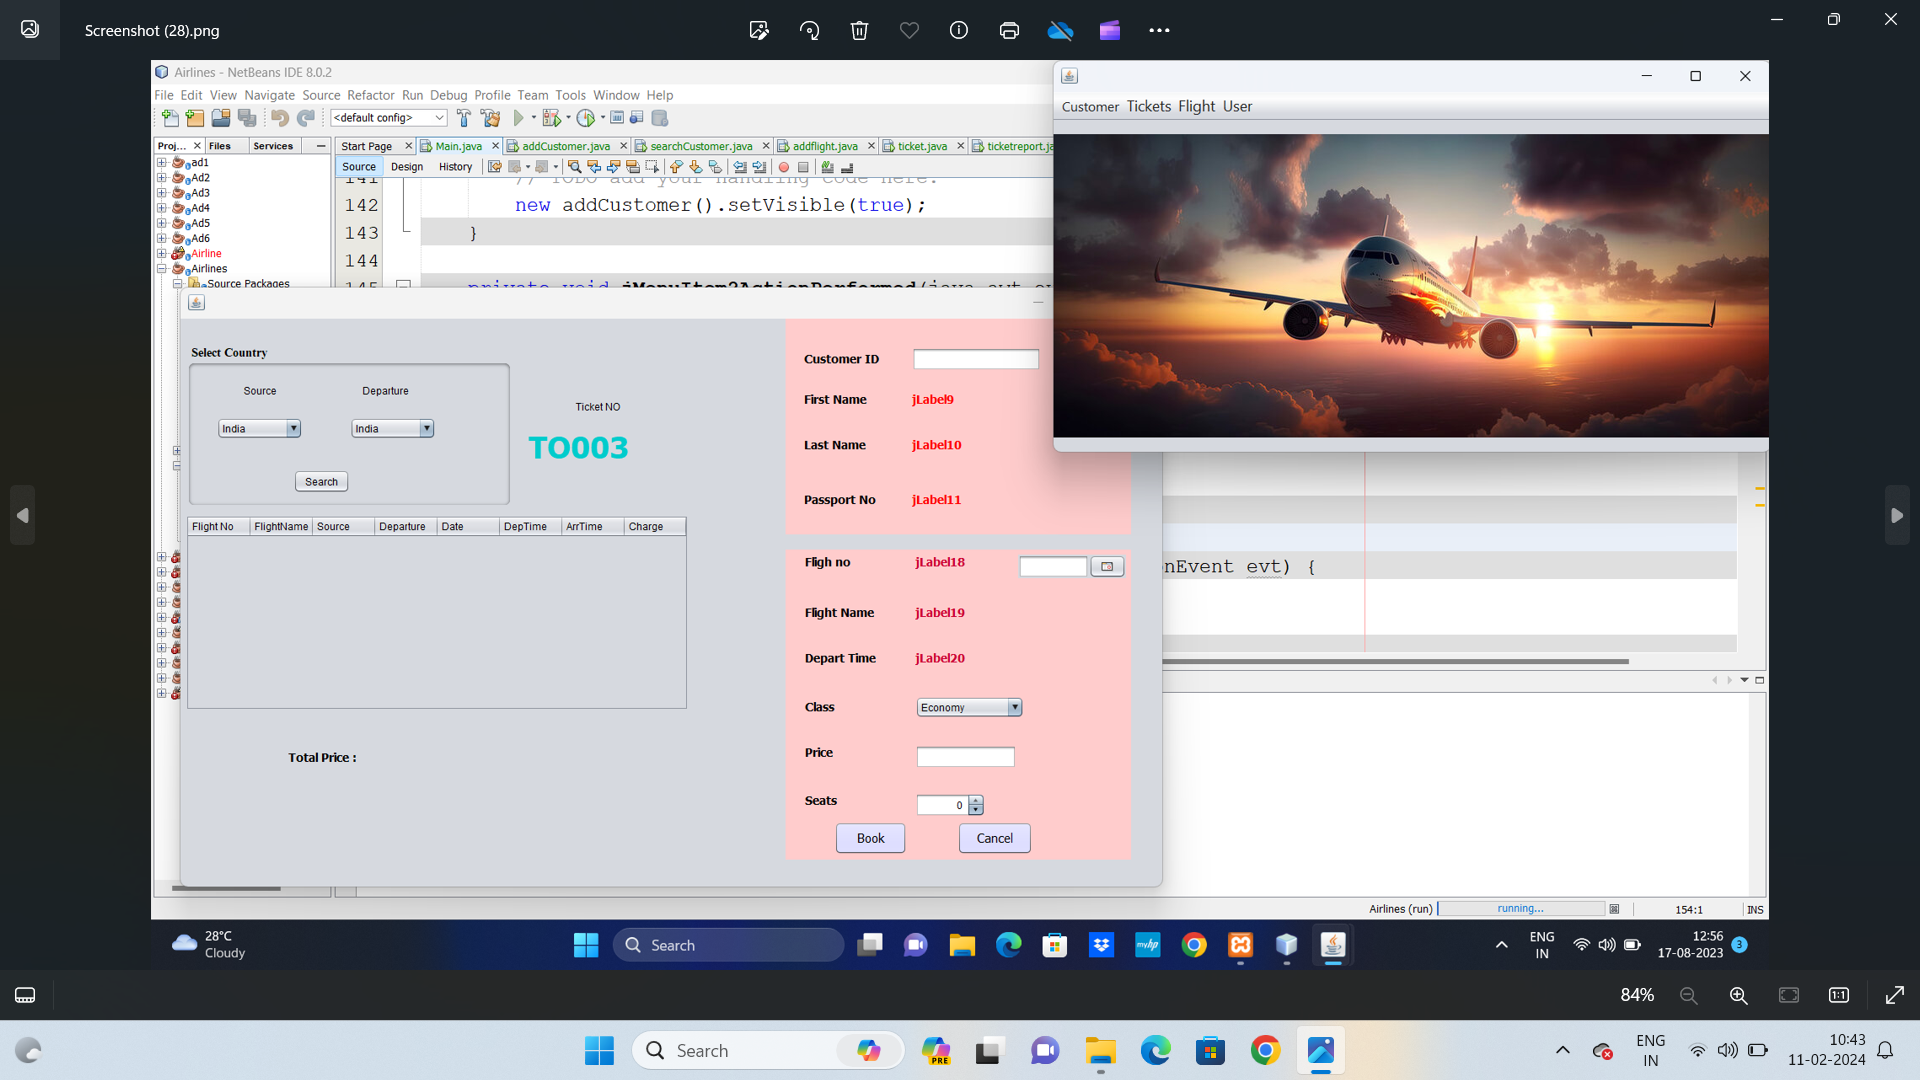 Screenshot (28).png
Airlines - NetBeans IDE 8.0.2
File Edit View Navigate Source Refactor Run Debug Profile Team Tools Window Help
<default config>
Customer Tickets Flight User
Proj... Files Services
Start Page Main.java addCustomer.java searchCustomer.java addflight.java ticket.java ticketreport.ja
Source Design History
ad1
Ad2
Ad3
Ad4
Ad5
Ad6
Airline
Airlines
Source Packages
141 // TODO add your handling code here:
142 new addCustomer().setVisible(true);
143 }
144
Select Country
Source Departure
India India
Search
Ticket NO
TO003
Flight No FlightName Source Departure Date DepTime ArrTime Charge
Total Price :
Customer ID
First Name jLabel9
Last Name jLabel10
Passport No jLabel11
Fligh no jLabel18
Flight Name jLabel19
Depart Time jLabel20
Class Economy
Price
Seats 0
Book Cancel
nEvent evt) {
Airlines (run) running... 154:1 INS
28°C
Cloudy
Search
myhp
ENG
IN
12:56
17-08-2023
3
84%
1:1
Search
PRE
ENG
IN
10:43
11-02-2024